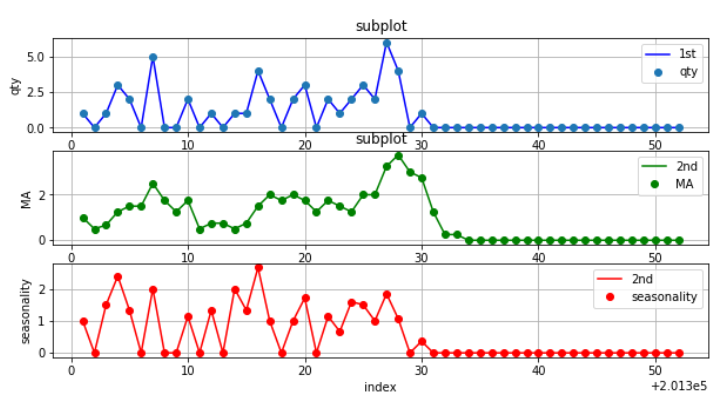 subplot
5.0
2.5
0.0
qty
1st
qty
0 10 20 30 40 50
subplot
2
0
MA
2nd
MA
0 10 20 30 40 50
2
1
0
seasonality
2nd
seasonality
0 10 20 30 40 50
index
+2.013e5